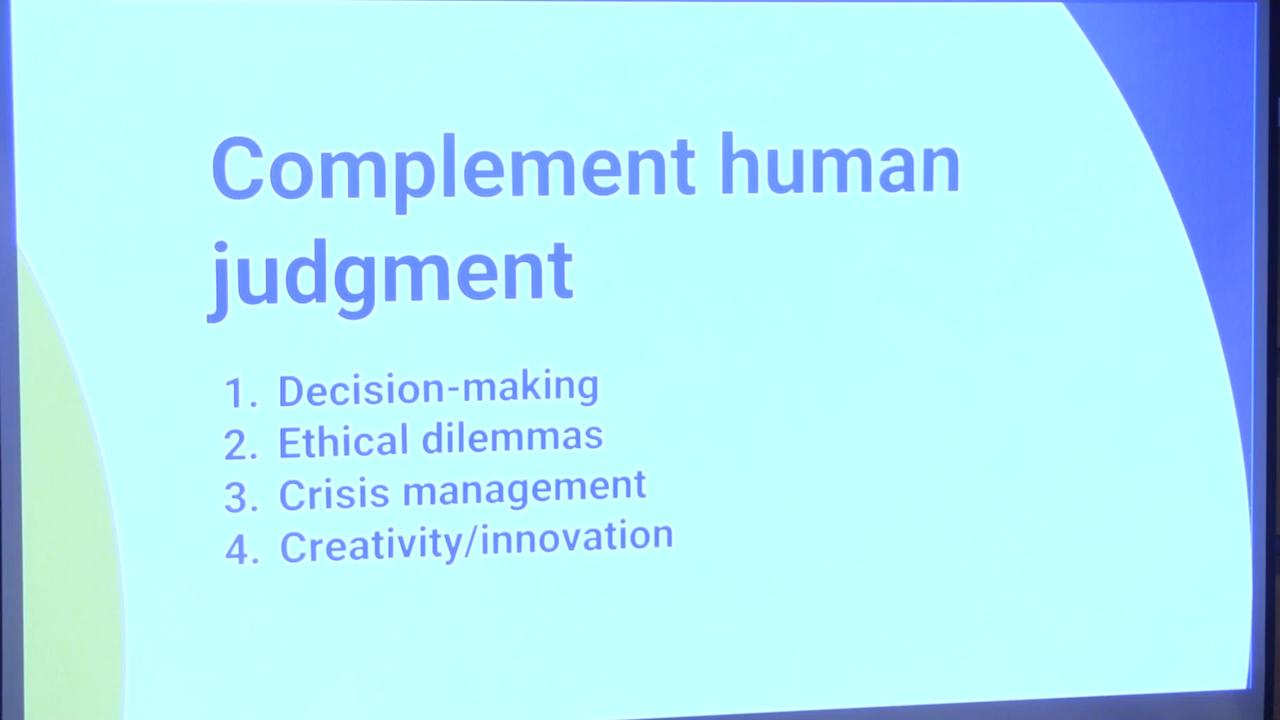 Complement human
judgment
1. Decision-making
2. Ethical dilemmas
3. Crisis management
4. Creativity/innovation